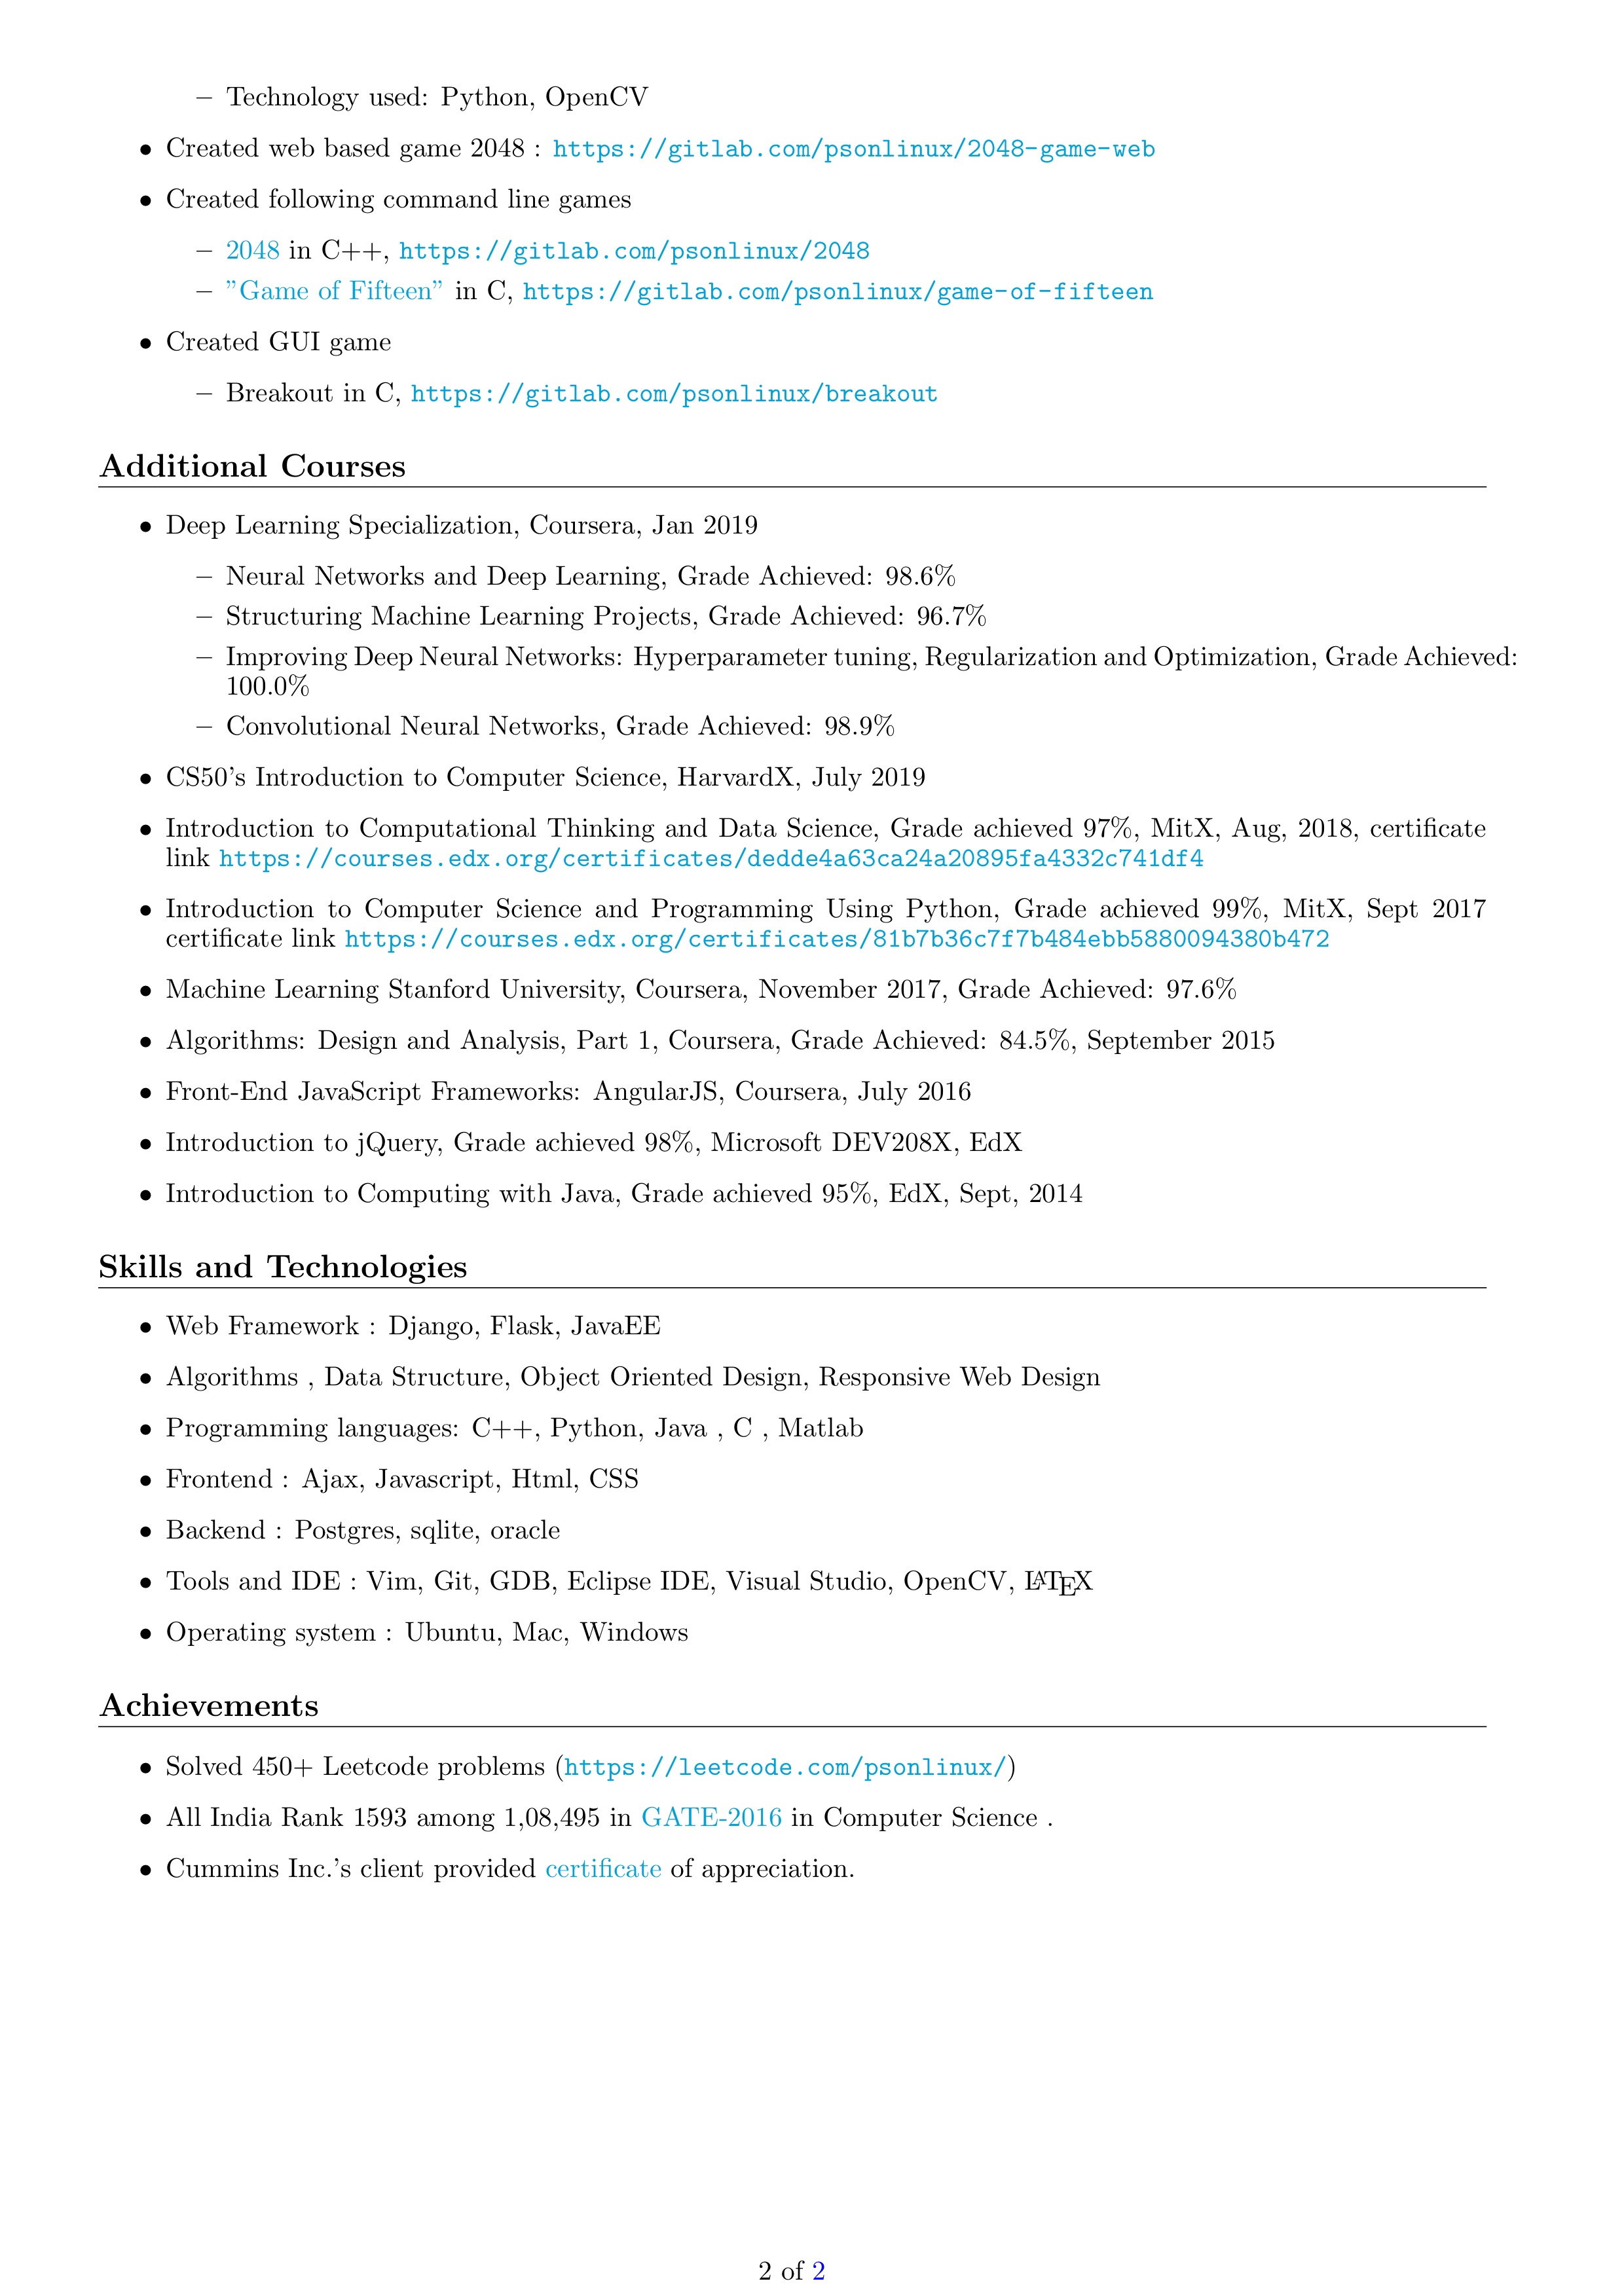 – Technology used: Python, OpenCV
• Created web based game 2048 : https://gitlab.com/psonlinux/2048-game-web
• Created following command line games
– 2048 in C++, https://gitlab.com/psonlinux/2048
– ”Game of Fifteen” in C, https://gitlab.com/psonlinux/game-of-fifteen
• Created GUI game
– Breakout in C, https://gitlab.com/psonlinux/breakout
Additional Courses
• Deep Learning Specialization, Coursera, Jan 2019
– Neural Networks and Deep Learning, Grade Achieved: 98.6%
– Structuring Machine Learning Projects, Grade Achieved: 96.7%
– Improving Deep Neural Networks: Hyperparameter tuning, Regularization and Optimization, Grade Achieved:
100.0%
– Convolutional Neural Networks, Grade Achieved: 98.9%
• CS50’s Introduction to Computer Science, HarvardX, July 2019
• Introduction to Computational Thinking and Data Science, Grade achieved 97%, MitX, Aug, 2018, certificate
link https://courses.edx.org/certificates/dedde4a63ca24a20895fa4332c741df4
• Introduction to Computer Science and Programming Using Python, Grade achieved 99%, MitX, Sept 2017
certificate link https://courses.edx.org/certificates/81b7b36c7f7b484ebb5880094380b472
• Machine Learning Stanford University, Coursera, November 2017, Grade Achieved: 97.6%
• Algorithms: Design and Analysis, Part 1, Coursera, Grade Achieved: 84.5%, September 2015
• Front-End JavaScript Frameworks: AngularJS, Coursera, July 2016
• Introduction to jQuery, Grade achieved 98%, Microsoft DEV208X, EdX
• Introduction to Computing with Java, Grade achieved 95%, EdX, Sept, 2014
Skills and Technologies
• Web Framework : Django, Flask, JavaEE
• Algorithms , Data Structure, Object Oriented Design, Responsive Web Design
• Programming languages: C++, Python, Java , C , Matlab
• Frontend : Ajax, Javascript, Html, CSS
• Backend : Postgres, sqlite, oracle
• Tools and IDE : Vim, Git, GDB, Eclipse IDE, Visual Studio, OpenCV, LATEX
• Operating system : Ubuntu, Mac, Windows
Achievements
• Solved 450+ Leetcode problems (https://leetcode.com/psonlinux/)
• All India Rank 1593 among 1,08,495 in GATE-2016 in Computer Science .
• Cummins Inc.’s client provided certificate of appreciation.
2 of 2